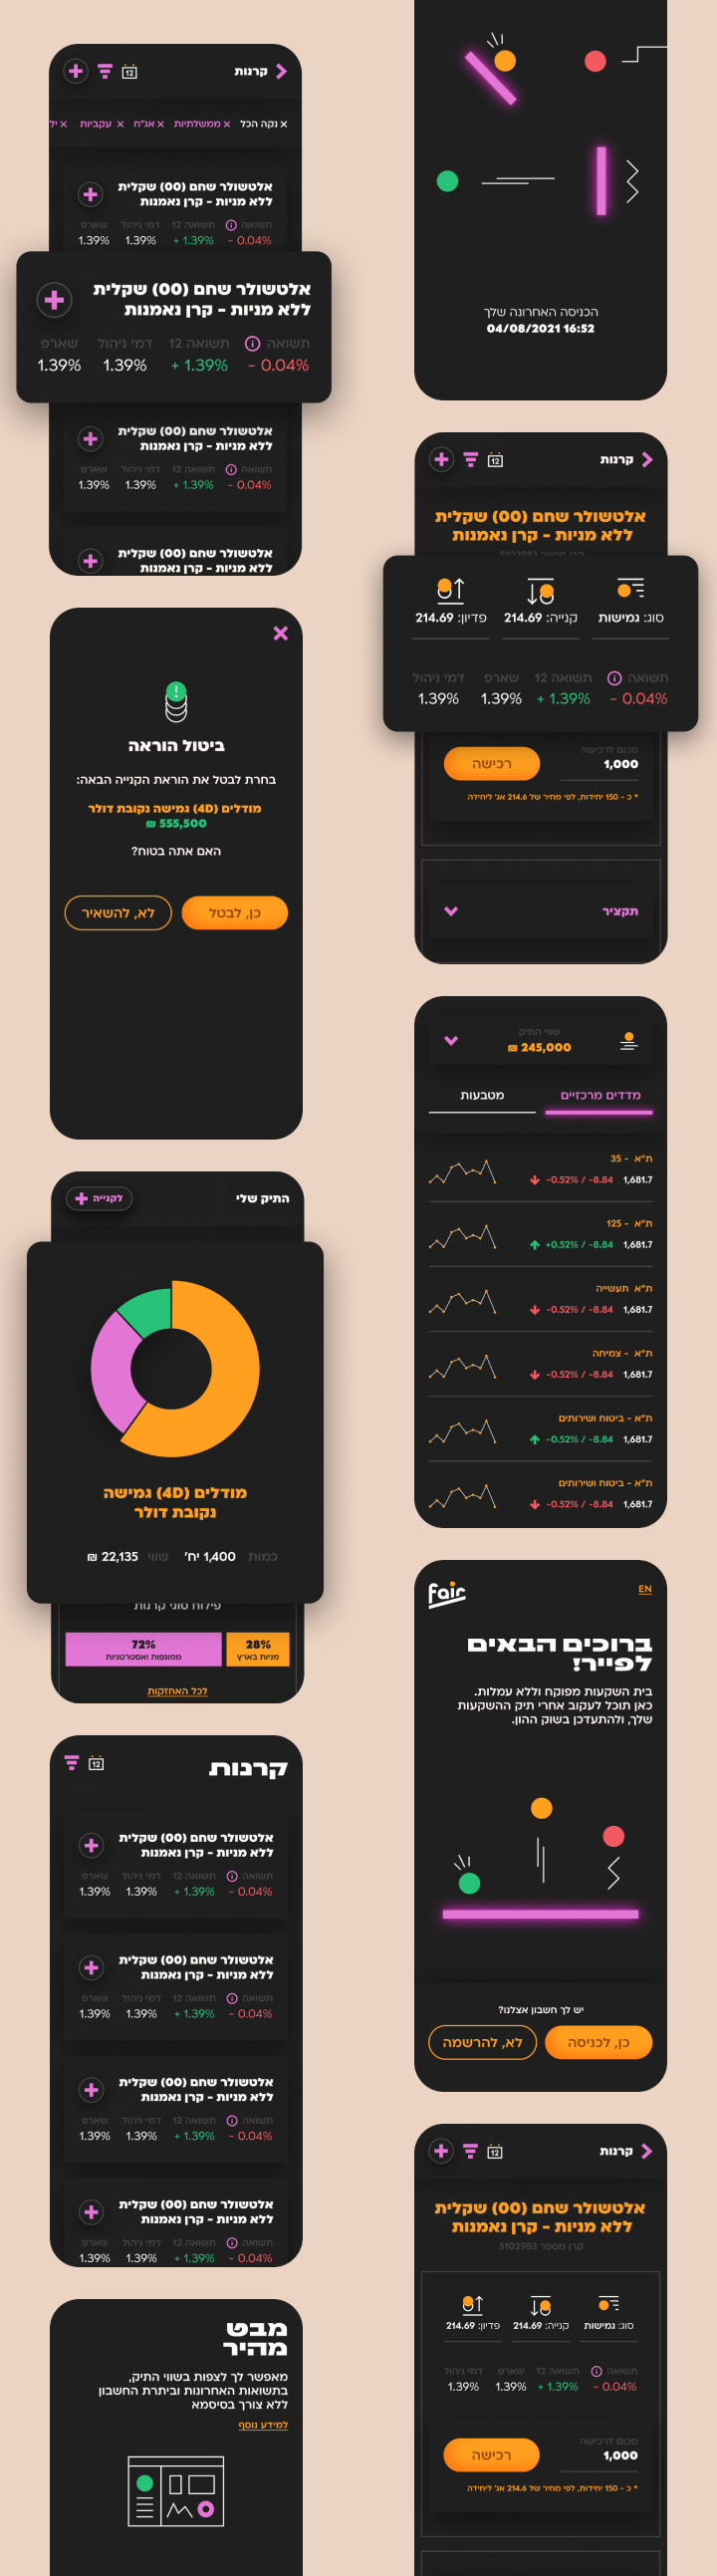 הכניסה האחרונה שלך
04/08/2021 16:52
קרנות
12
אלטשולר שחם (00) שקלית
ללא מניות - קרן נאמנות
קרן מספר 5102983
סוג: גמישות קנייה: 214.69 פדיון: 214.69
תשואה תשואה 12 שארפ דמי ניהול
- 0.04% + 1.39% 1.39% 1.39%
סכום לרכישה
1,000
רכישה
* כ - 150 יחידות, לפי מחיר של 214.6 אג' ליחידה
תקציר
שווי התיק
245,000 ₪
מדדים מרכזיים מטבעות
ת״א - 35
1,681.7 -0.52% / -8.84
ת״א - 125
1,681.7 +0.52% / -8.84
ת״א תעשייה
1,681.7 -0.52% / -8.84
ת״א - צמיחה
1,681.7 -0.52% / -8.84
ת״א - ביטוח ושירותים
1,681.7 -0.52% / -8.84
ת״א - ביטוח ושירותים
1,681.7 -0.52% / -8.84
EN fair
ברוכים הבאים
לפייר!
בית השקעות מפוקח וללא עמלות.
כאן תוכל לעקוב אחרי תיק ההשקעות
שלך, ולהתעדכן בשוק ההון.
יש לך חשבון אצלנו?
כן, לכניסה לא, להרשמה
קרנות
12
אלטשולר שחם (00) שקלית
ללא מניות - קרן נאמנות
קרן מספר 5102983
סוג: גמישות קנייה: 214.69 פדיון: 214.69
תשואה תשואה 12 שארפ דמי ניהול
- 0.04% + 1.39% 1.39% 1.39%
סכום לרכישה
1,000
רכישה
* כ - 150 יחידות, לפי מחיר של 214.6 אג' ליחידה
קרנות
12
נקה הכל ממשלתיות אג״ח עקביות יל
אלטשולר שחם (00) שקלית
ללא מניות - קרן נאמנות
תשואה תשואה 12 דמי ניהול שארפ
- 0.04% + 1.39% 1.39% 1.39%
אלטשולר שחם (00) שקלית
ללא מניות - קרן נאמנות
תשואה תשואה 12 דמי ניהול שארפ
- 0.04% + 1.39% 1.39% 1.39%
אלטשולר שחם (00) שקלית
ללא מניות - קרן נאמנות
תשואה תשואה 12 דמי ניהול שארפ
- 0.04% + 1.39% 1.39% 1.39%
אלטשולר שחם (00) שקלית
ללא מניות - קרן נאמנות
ביטול הוראה
בחרת לבטל את הוראת הקנייה הבאה:
מודלים (4D) גמישה נקובת דולר
555,500 ₪
האם אתה בטוח?
כן, לבטל לא, להשאיר
התיק שלי לקנייה
מודלים (4D) גמישה
נקובת דולר
כמות 1,400 יח' שווי 22,135 ₪
פילוח סוגי קרנות
28% 72%
מניות בארץ ממונפות ואסטרטגיות
לכל האחזקות
קרנות
12
אלטשולר שחם (00) שקלית
ללא מניות - קרן נאמנות
תשואה תשואה 12 דמי ניהול שארפ
- 0.04% + 1.39% 1.39% 1.39%
אלטשולר שחם (00) שקלית
ללא מניות - קרן נאמנות
תשואה תשואה 12 דמי ניהול שארפ
- 0.04% + 1.39% 1.39% 1.39%
אלטשולר שחם (00) שקלית
ללא מניות - קרן נאמנות
תשואה תשואה 12 דמי ניהול שארפ
- 0.04% + 1.39% 1.39% 1.39%
אלטשולר שחם (00) שקלית
ללא מניות - קרן נאמנות
תשואה תשואה 12 דמי ניהול שארפ
- 0.04% + 1.39% 1.39% 1.39%
מבט
מהיר
מאפשר לך לצפות בשווי התיק,
בתשואות האחרונות וביתרת החשבון
ללא צורך בסיסמא
למידע נוסף